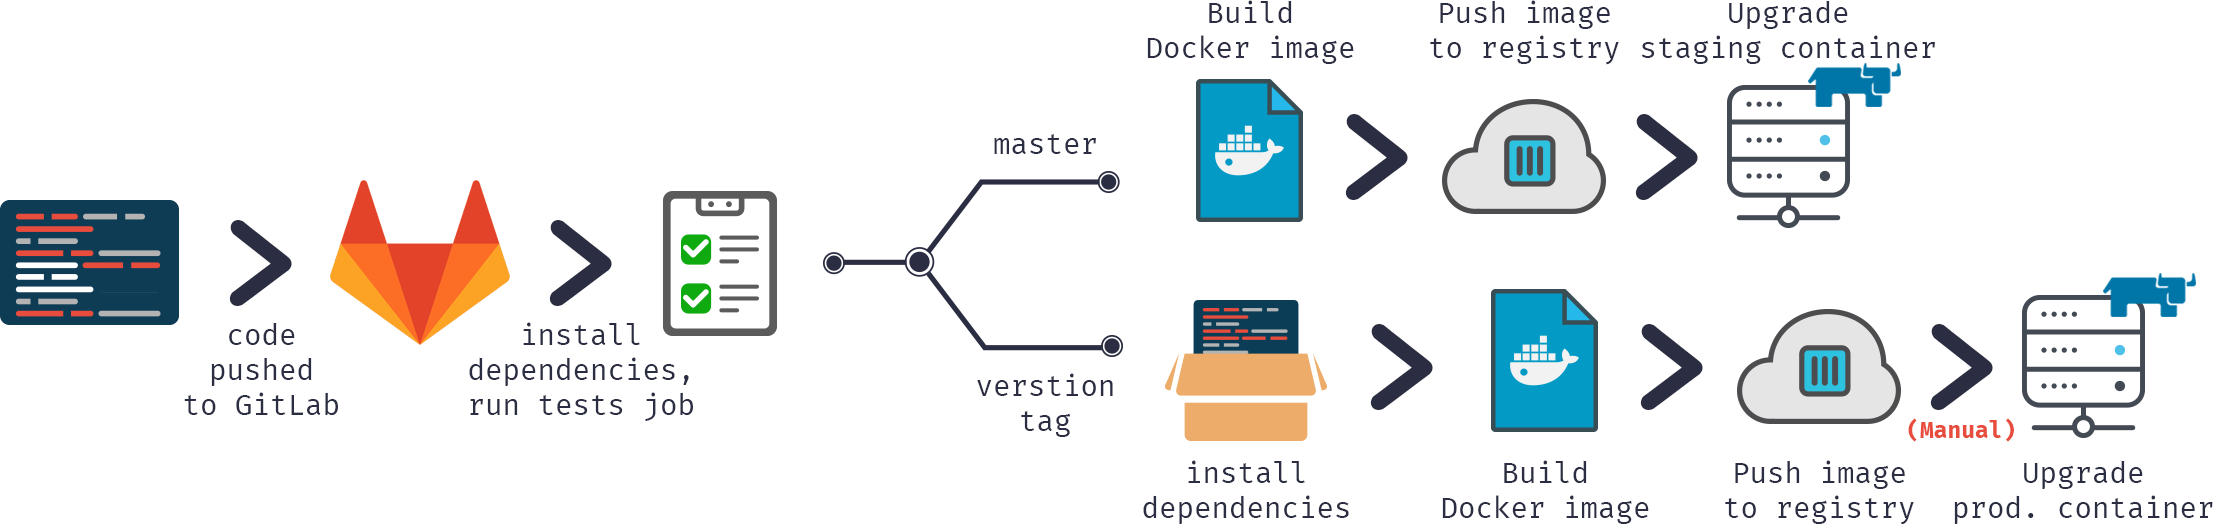 code
pushed
to GitLab
install
dependencies,
run tests job
master
verstion
tag
Build
Docker image
Push image
to registry
Upgrade
staging container
install
dependencies
Build
Docker image
Push image
to registry
(Manual)
Upgrade
prod. container